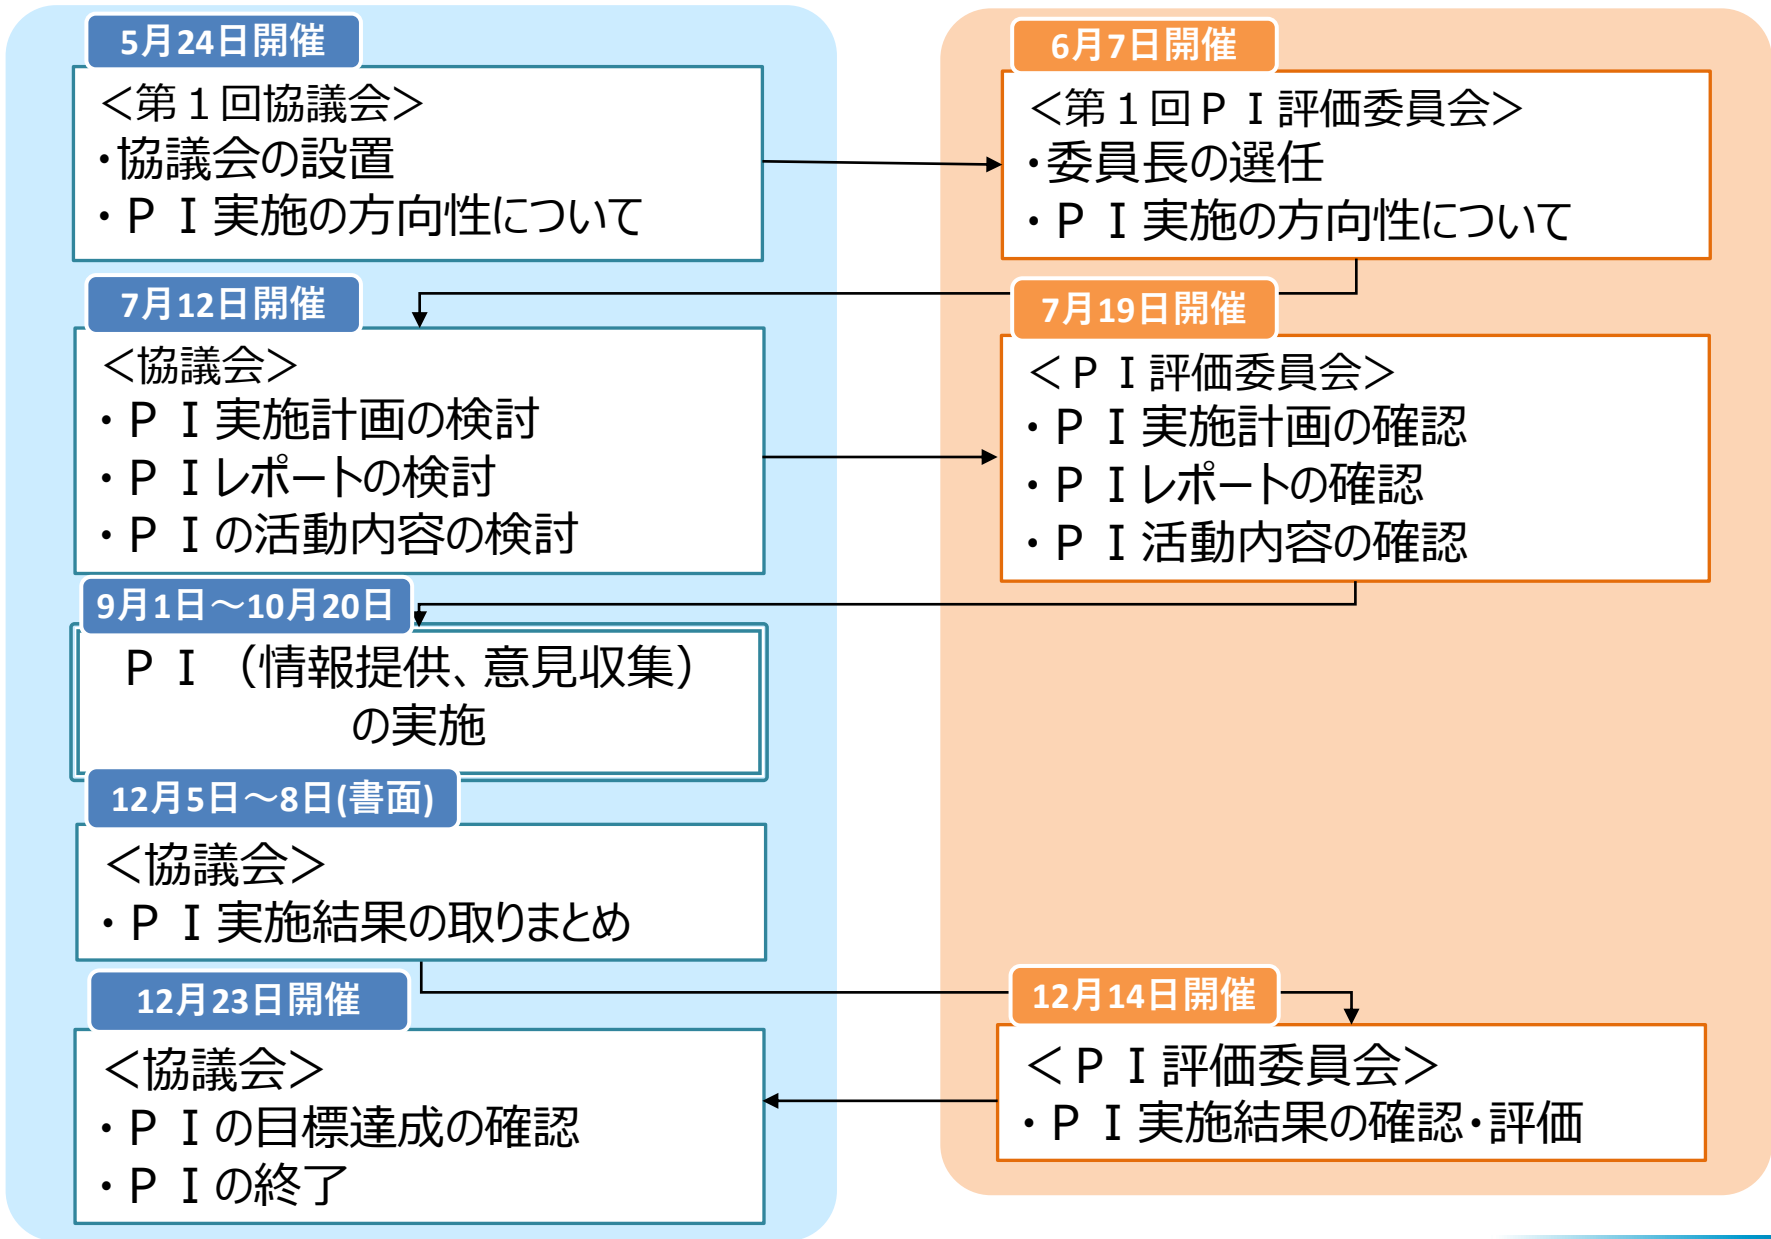 5月24日開催
＜第１回協議会＞
・協議会の設置
・ＰＩ実施の方向性について
6月7日開催
＜第１回ＰＩ評価委員会＞
・委員長の選任
・ＰＩ実施の方向性について
7月12日開催
＜協議会＞
・ＰＩ実施計画の検討
・ＰＩレポートの検討
・ＰＩの活動内容の検討
7月19日開催
＜ＰＩ評価委員会＞
・ＰＩ実施計画の確認
・ＰＩレポートの確認
・ＰＩ活動内容の確認
9月1日～10月20日
ＰＩ（情報提供、意見収集）
の実施
12月5日～8日(書面)
＜協議会＞
・ＰＩ実施結果の取りまとめ
12月14日開催
＜ＰＩ評価委員会＞
・ＰＩ実施結果の確認・評価
12月23日開催
＜協議会＞
・ＰＩの目標達成の確認
・ＰＩの終了